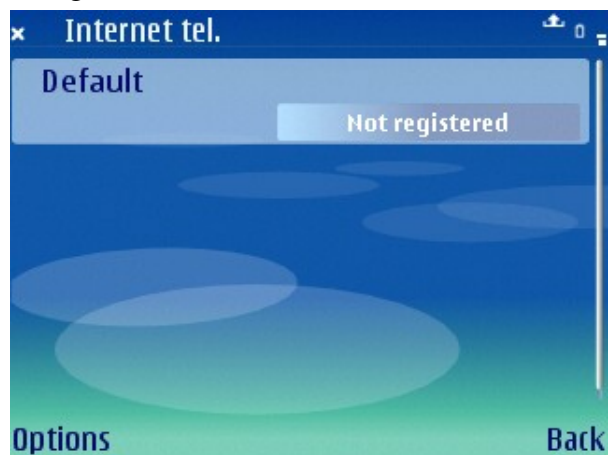 Internet tel.
Default
Not registered
Options
Back